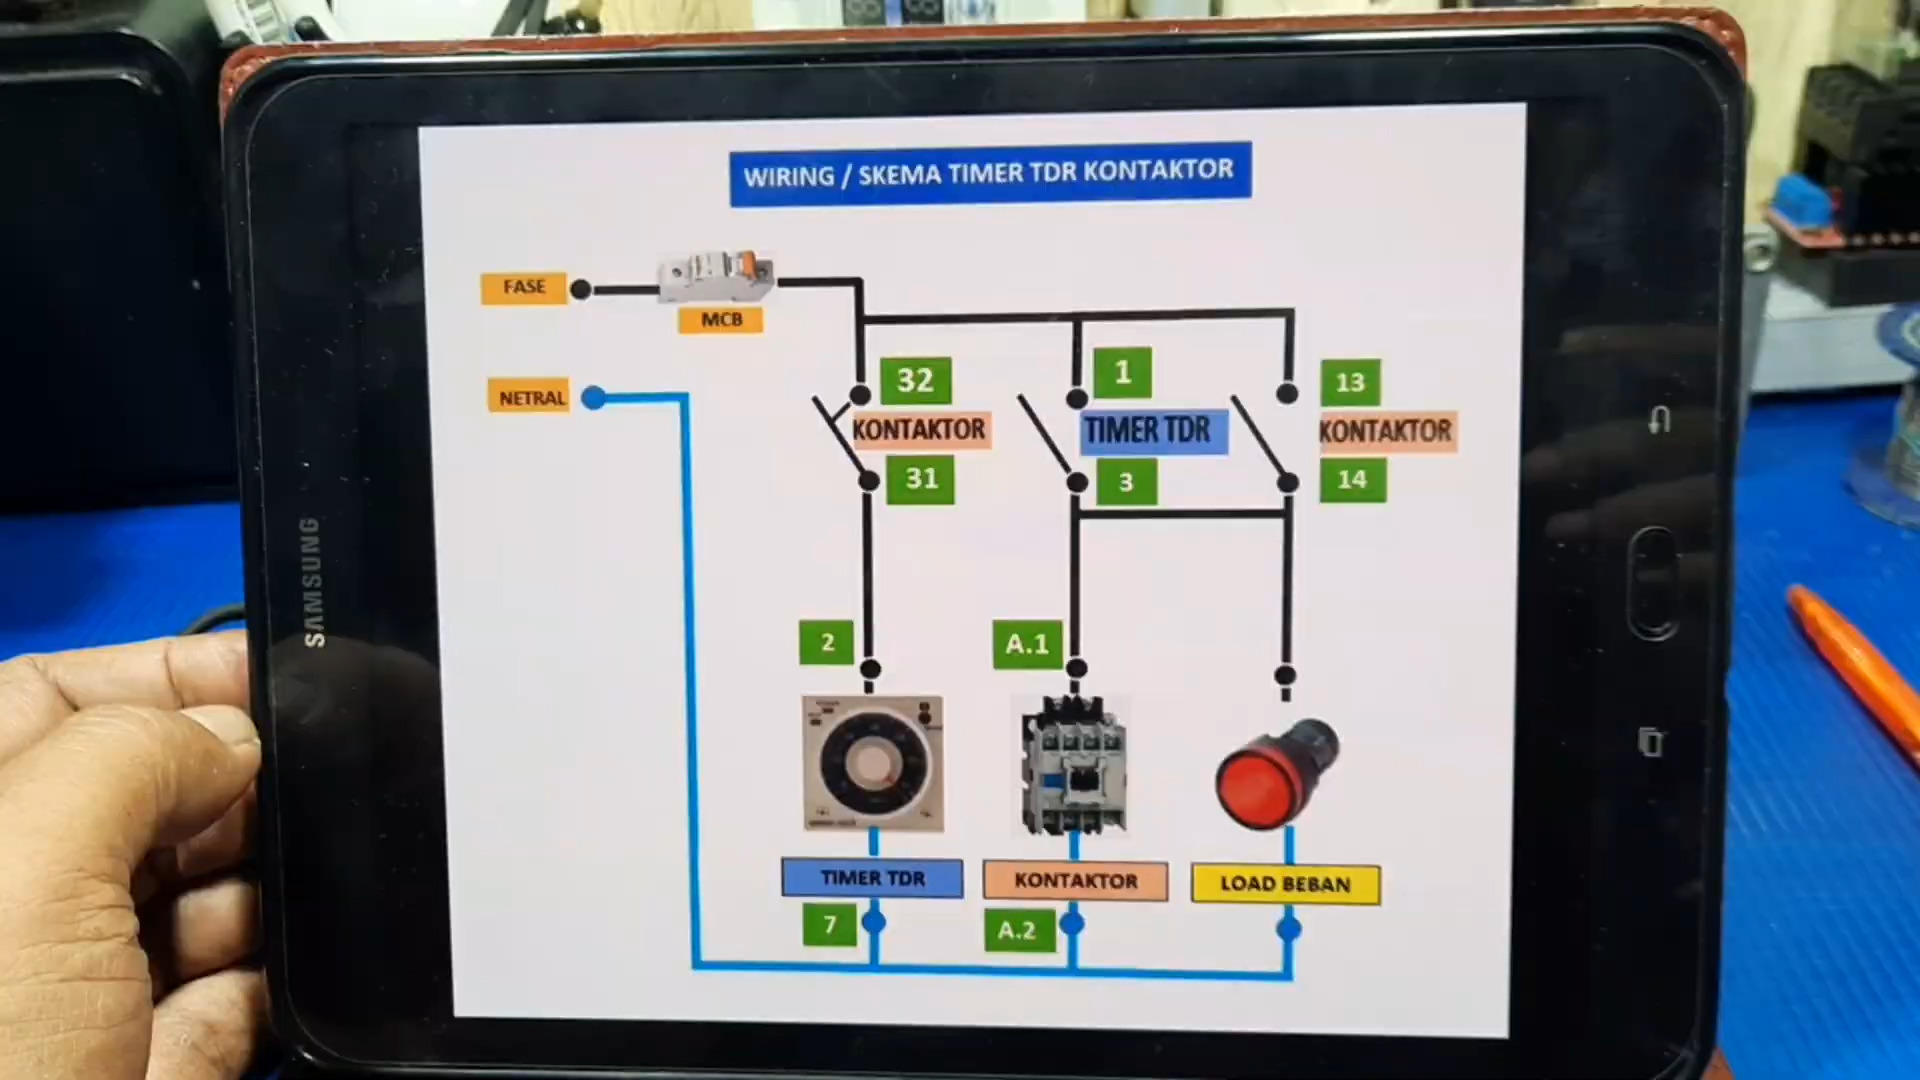 WIRING / SKEMA TIMER TDR KONTAKTOR
FASE
MCB
NETRAL
32
KONTAKTOR
31
1
TIMER TDR
3
13
KONTAKTOR
14
2
A.1
TIMER TDR
KONTAKTOR
LOAD BEBAN
7
A.2
SAMSUNG